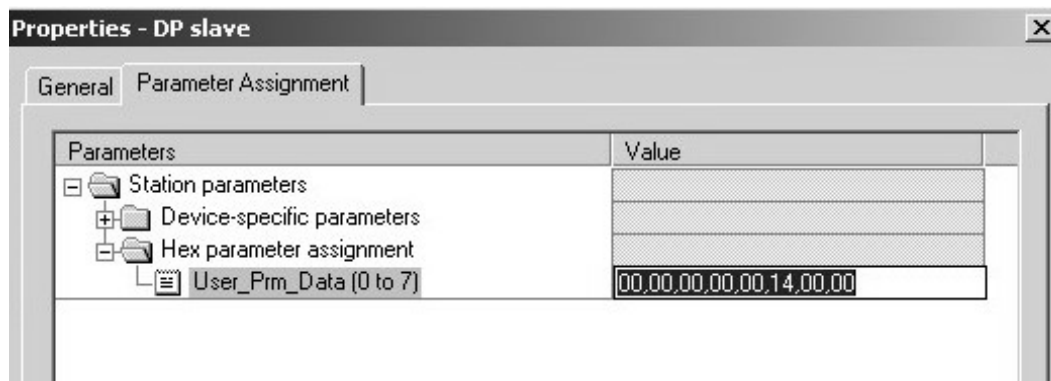 Properties - DP slave
General Parameter Assignment
Parameters Value
Station parameters
Device-specific parameters
Hex parameter assignment
User_Prm_Data (0 to 7) 00,00,00,00,00,14,00,00